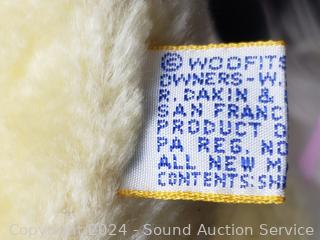 © WOOFITS
OWNERS-W.
R. DAKIN &
SAN FRANC
PRODUCT O
PA REG. NO
ALL NEW M
CONTENTS: SH
Copyright 2024 - Sound Auction Service